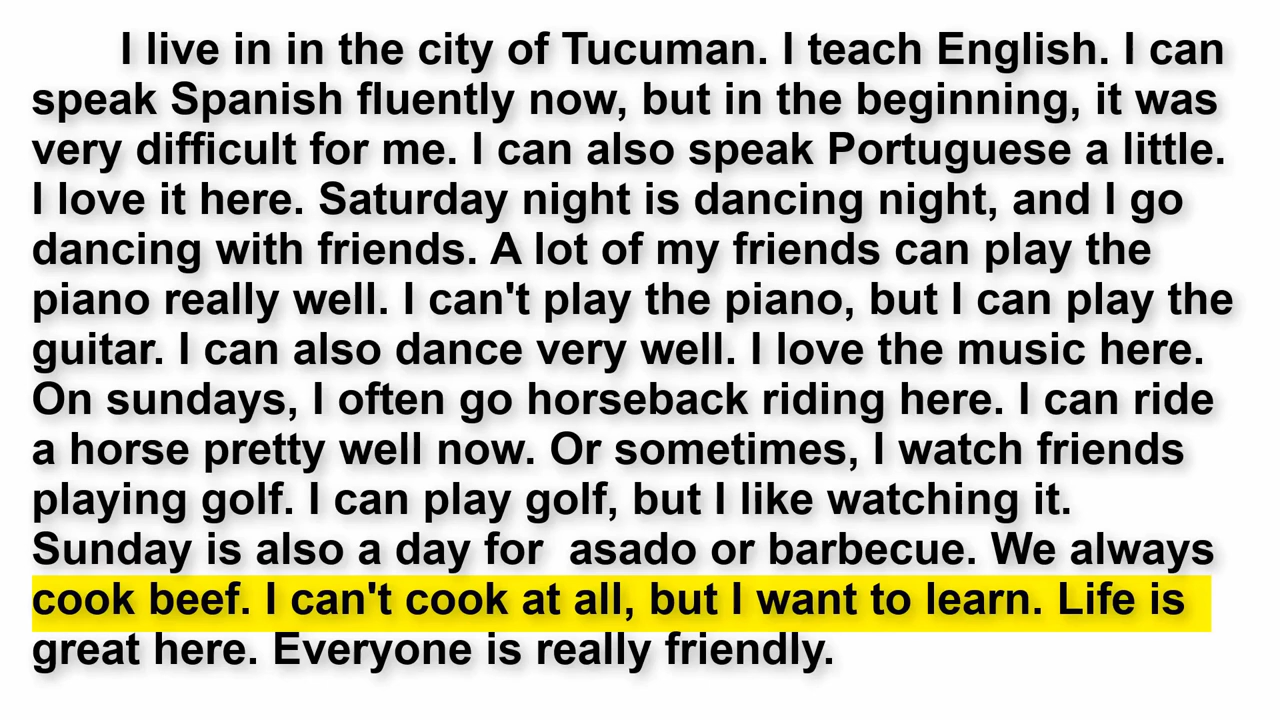 I live in in the city of Tucuman. I teach English. I can
speak Spanish fluently now, but in the beginning, it was
very difficult for me. I can also speak Portuguese a little.
I love it here. Saturday night is dancing night, and I go
dancing with friends. A lot of my friends can play the
piano really well. I can't play the piano, but I can play the
guitar. I can also dance very well. I love the music here.
On sundays, I often go horseback riding here. I can ride
a horse pretty well now. Or sometimes, I watch friends
playing golf. I can play golf, but I like watching it.
Sunday is also a day for  asado or barbecue. We always
cook beef. I can't cook at all, but I want to learn. Life is
great here. Everyone is really friendly.